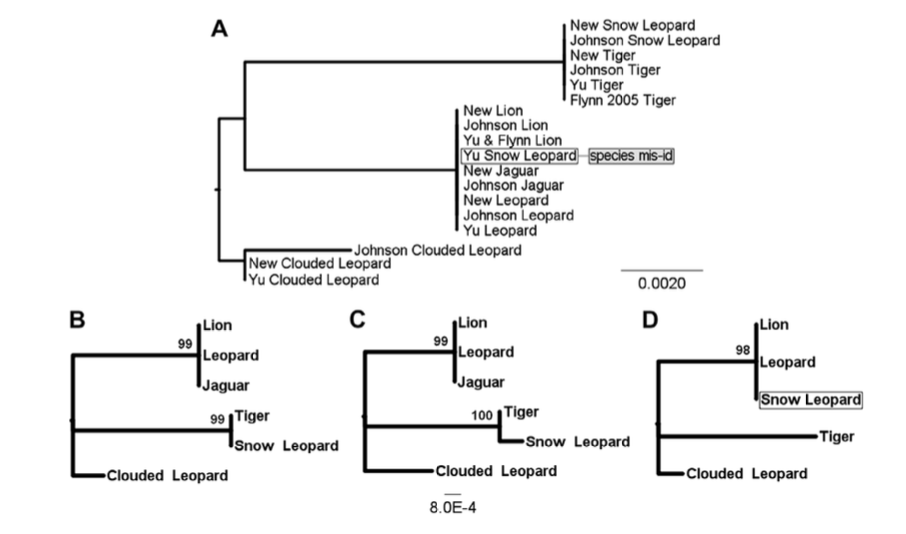 A
New Snow Leopard
Johnson Snow Leopard
New Tiger
Johnson Tiger
Yu Tiger
Flynn 2005 Tiger
New Lion
Johnson Lion
Yu & Flynn Lion
Yu Snow Leopard species mis-id
New Jaguar
Johnson Jaguar
New Leopard
Johnson Leopard
Yu Leopard
Johnson Clouded Leopard
New Clouded Leopard
Yu Clouded Leopard
0.0020
B
Lion
99
Leopard
Jaguar
99 Tiger
Snow Leopard
Clouded Leopard
C
Lion
99
Leopard
Jaguar
100 Tiger
Snow Leopard
Clouded Leopard
8.0E-4
D
Lion
98
Leopard
Snow Leopard
Tiger
Clouded Leopard